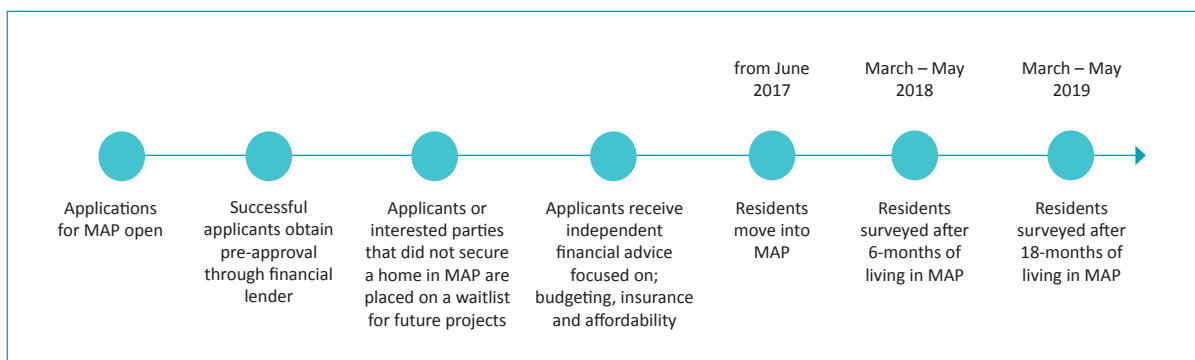 from June
2017
March – May
2018
March – May
2019
Applications
for MAP open
Successful
applicants obtain
pre-approval
through financial
lender
Applicants or
interested parties
that did not secure
a home in MAP are
placed on a waitlist
for future projects
Applicants receive
independent
financial advice
focused on;
budgeting, insurance
and affordability
Residents
move into
MAP
Residents
surveyed after
6-months of
living in MAP
Residents
surveyed after
18-months of
living in MAP